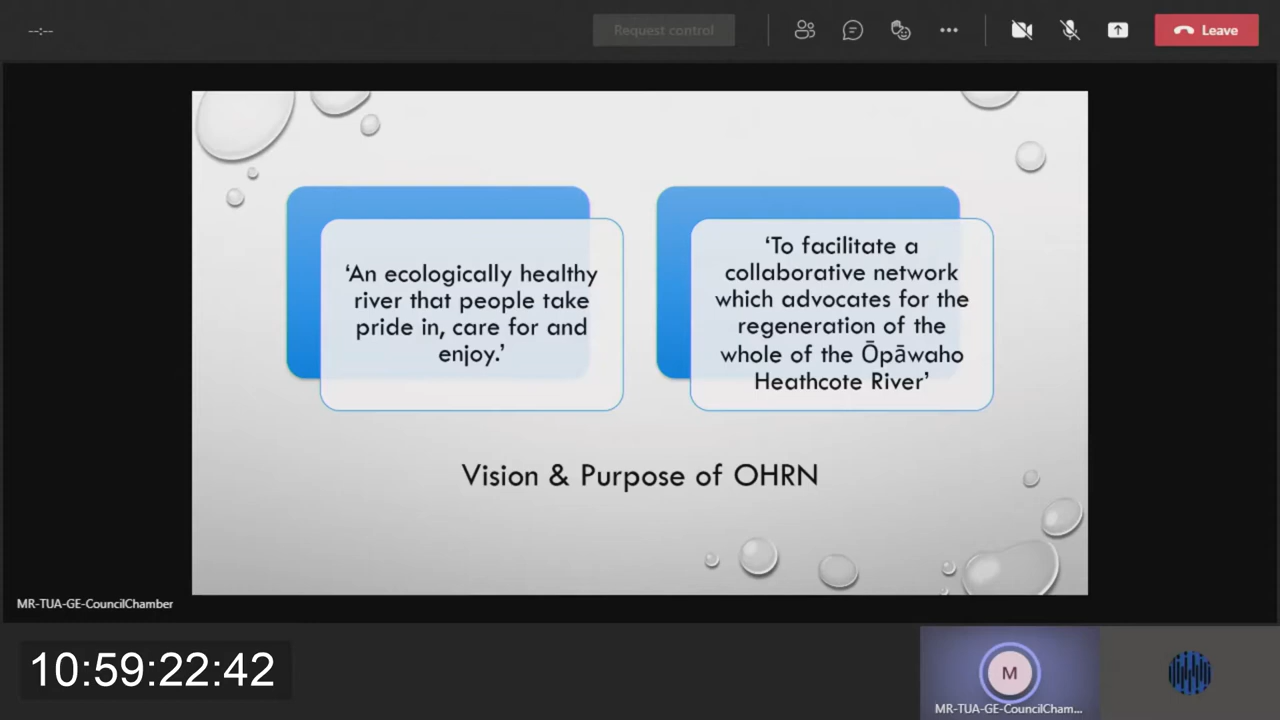 --:--
Request control
Leave
‘An ecologically healthy
river that people take
pride in, care for and
enjoy.’
‘To facilitate a
collaborative network
which advocates for the
regeneration of the
whole of the Ōpāwaho
Heathcote River’
Vision & Purpose of OHRN
MR-TUA-GE-CouncilChamber
10:59:22:42
M
MR-TUA-GE-CouncilCham...